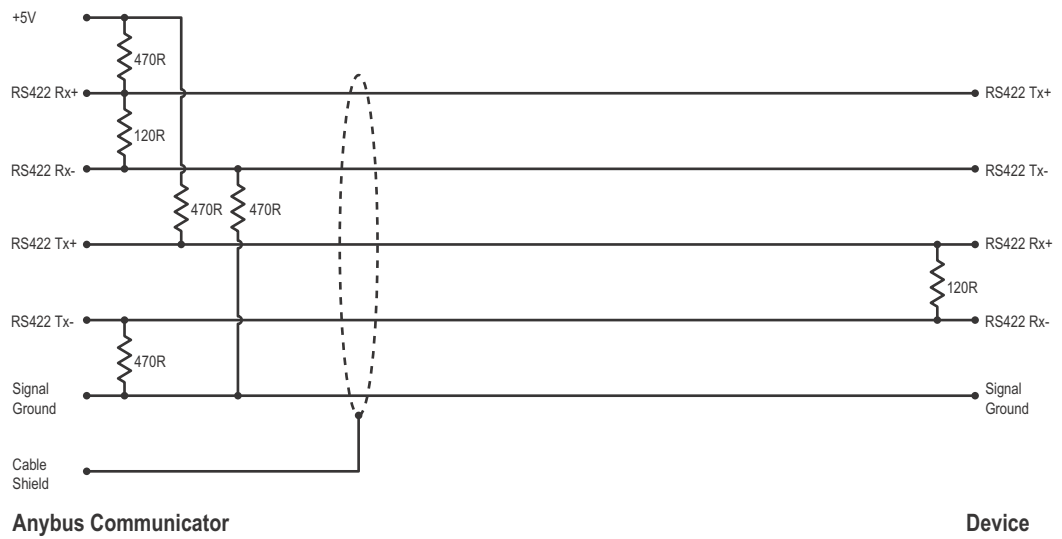 +5V
470R
RS422 Rx+
RS422 Tx+
120R
RS422 Rx-
RS422 Tx-
470R
470R
RS422 Tx+
RS422 Rx+
120R
RS422 Tx-
RS422 Rx-
470R
Signal
Ground
Signal
Ground
Cable
Shield
Anybus Communicator
Device